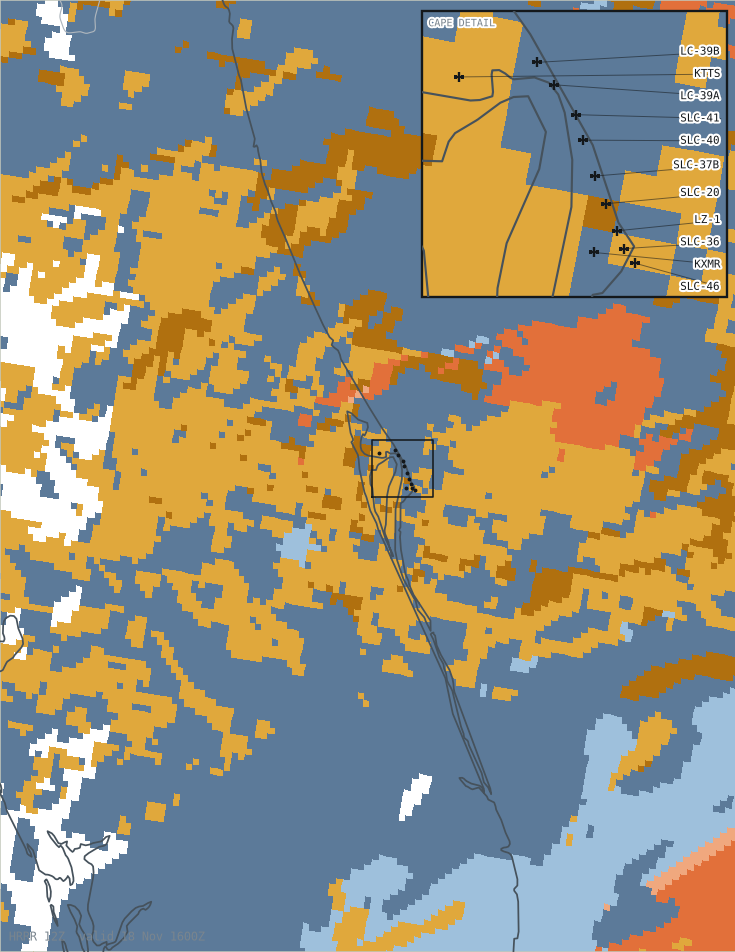 CAPE DETAIL
LC-39B
KTTS
LC-39A
SLC-41
SLC-40
SLC-37B
SLC-20
LZ-1
SLC-36
KXMR
SLC-46